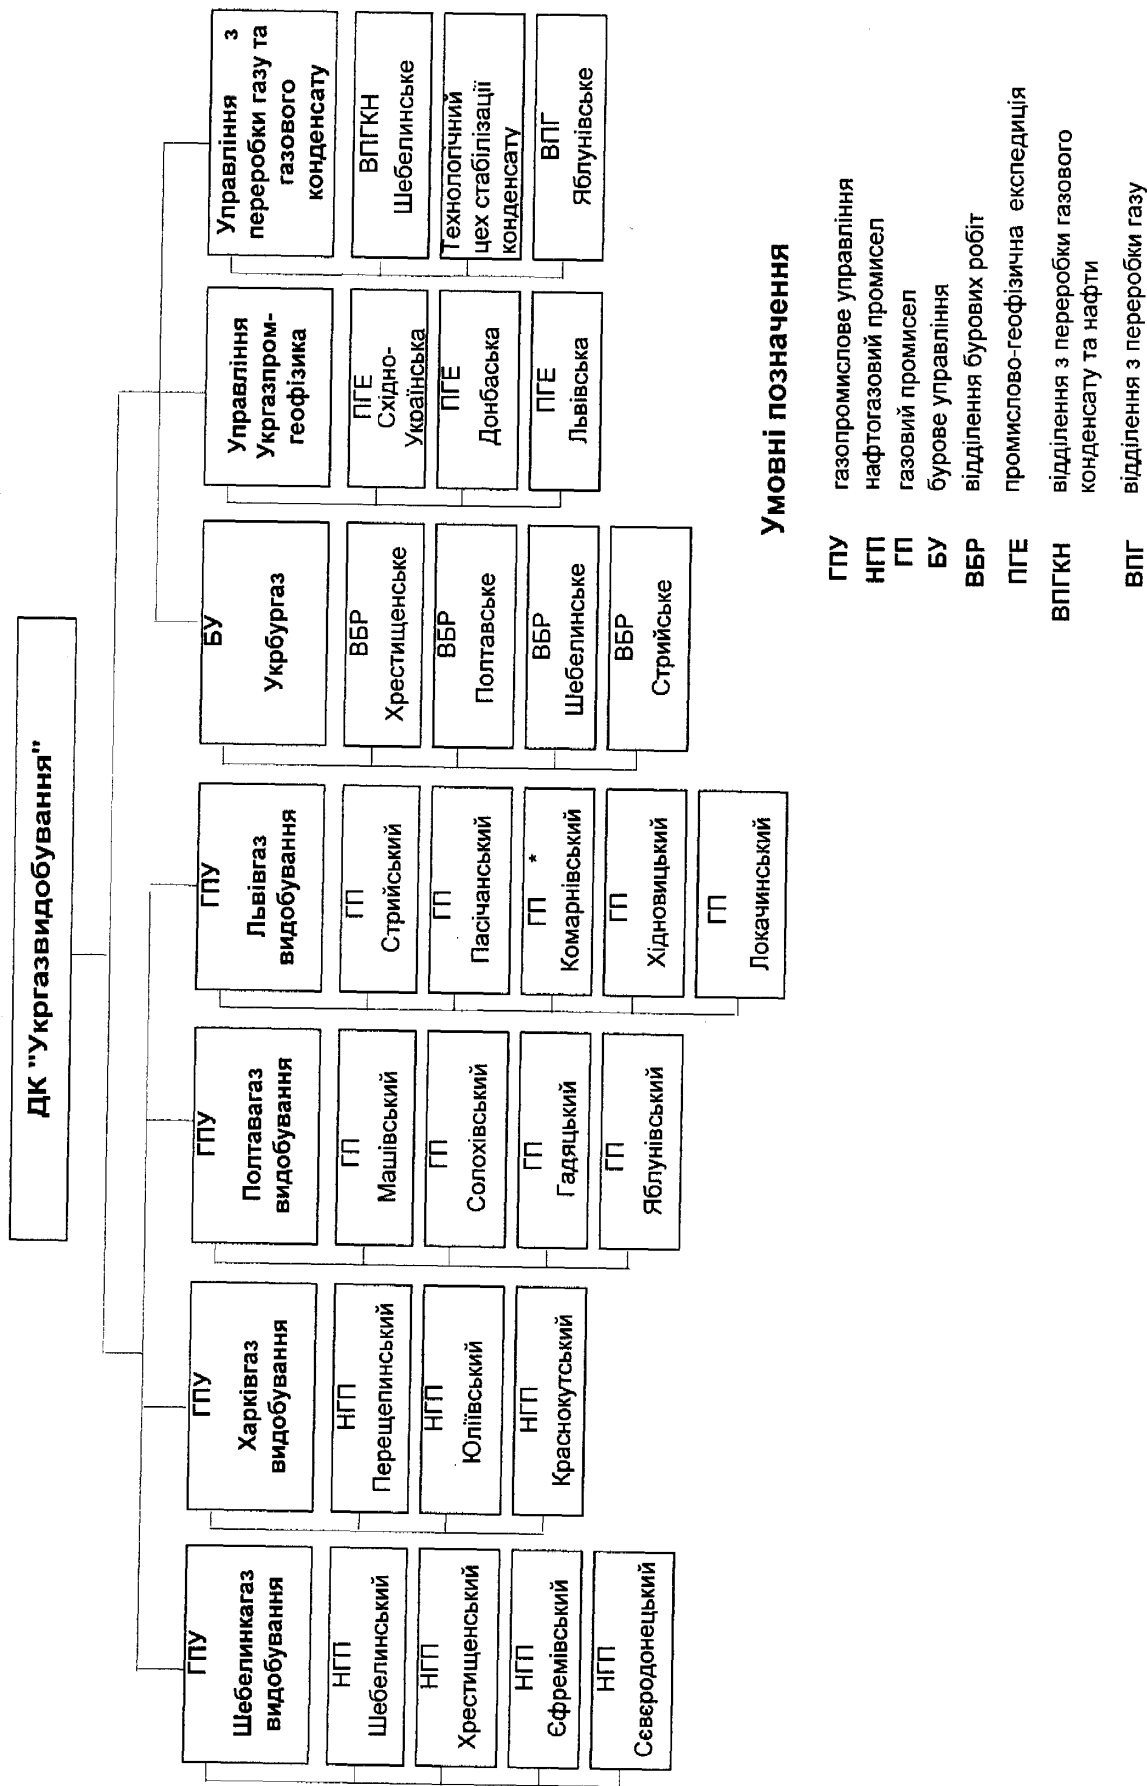 ДК "Укргазвидобування"
ГПУ
Шебелинкагаз
видобування
НГП
Шебелинський
НГП
Хрестищенський
НГП
Єфремівський
НГП
Сєвєродонецький
ГПУ
Харківгаз
видобування
НГП
Перещепинський
НГП
Юліївський
НГП
Краснокутський
ГПУ
Полтавагаз
видобування
ГП
Машівський
ГП
Солохівський
ГП
Гадяцький
ГП
Яблунівський
ГПУ
Львівгаз
видобування
ГП
Стрийський
ГП
Пасічанський
ГП *
Комарнівський
ГП
Хідновицький
ГП
Локачинський
БУ
Укрбургаз
ВБР
Хрестищенське
ВБР
Полтавське
ВБР
Шебелинське
ВБР
Стрийське
Управління
Укргазпром-
геофізика
ПГЕ
Східно-
Українська
ПГЕ
Донбаська
ПГЕ
Львівська
Управління з
переробки газу та
газового
конденсату
ВПГКН
Шебелинське
Технологічний
цех стабілізації
конденсату
ВПГ
Яблунівське
Умовні позначення
ГПУ газопромислове управління
НГП нафтогазовий промисел
ГП газовий промисел
БУ бурове управління
ВБР відділення бурових робіт
ПГЕ промислово-геофізична експедиція
ВПГКН відділення з переробки газового
конденсату та нафти
ВПГ відділення з переробки газу